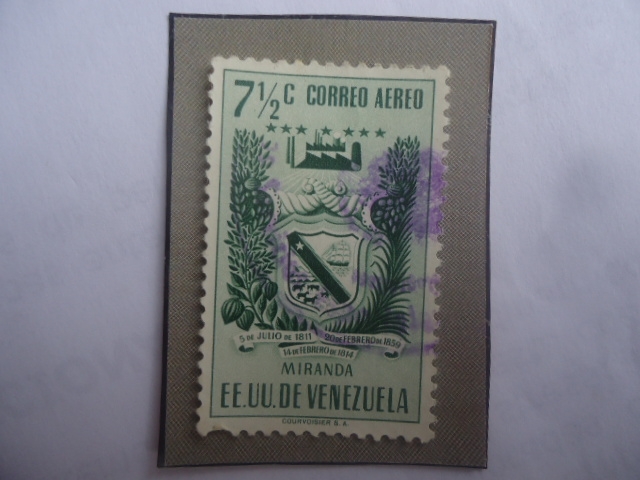 7½ C CORREO AEREO
5 DE JULIO DE 1811
20 DE FEBRERO DE 1859
14 DE FEBRERO DE 1814
MIRANDA
EE.UU. DE VENEZUELA
COURVOISIER S. A.